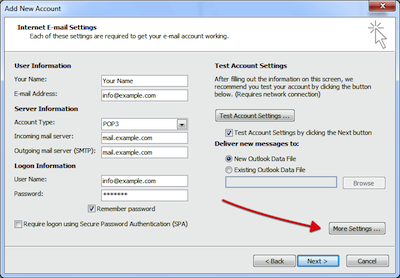 Add New Account
Internet E-mail Settings
Each of these settings are required to get your e-mail account working.
User Information
Your Name:
Your Name
E-mail Address:
info@example.com
Server Information
Account Type:
POP3
Incoming mail server:
mail.example.com
Outgoing mail server (SMTP):
mail.example.com
Logon Information
User Name:
info@example.com
Password:
*******
Remember password
Require logon using Secure Password Authentication (SPA)
Test Account Settings
After filling out the information on this screen, we
recommend you test your account by clicking the button
below. (Requires network connection)
Test Account Settings ...
Test Account Settings by clicking the Next button
Deliver new messages to:
New Outlook Data File
Existing Outlook Data File
Browse
More Settings ...
< Back
Next >
Cancel